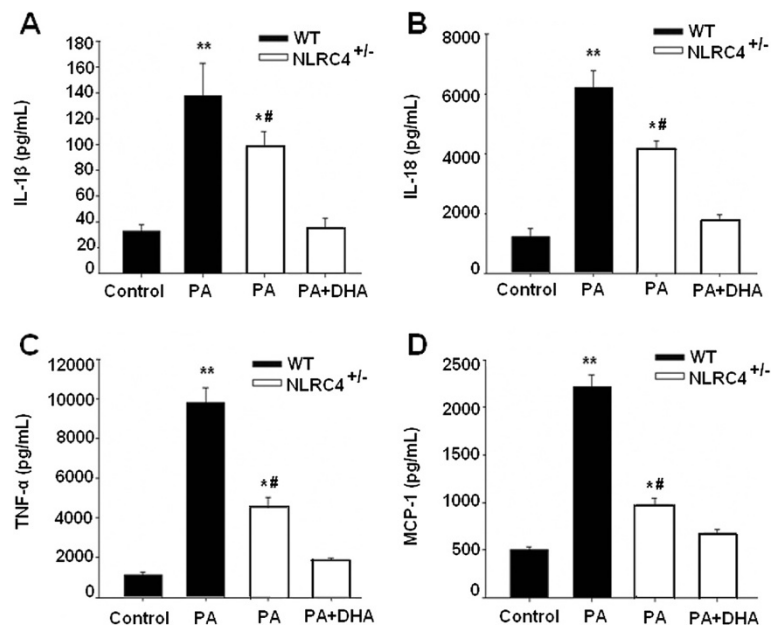 A
WT
NLRC4 +/-
IL-1β (pg/mL)
180
160
140
120
100
80
60
40
20
0
**
*#
Control PA PA PA+DHA
B
WT
NLRC4 +/-
IL-18 (pg/mL)
8000
6000
4000
2000
0
**
*#
Control PA PA PA+DHA
C
WT
NLRC4 +/-
TNF-α (pg/mL)
12000
10000
8000
6000
4000
2000
0
**
*#
Control PA PA PA+DHA
D
WT
NLRC4 +/-
MCP-1 (pg/mL)
2500
2000
1500
1000
500
0
**
*#
Control PA PA PA+DHA